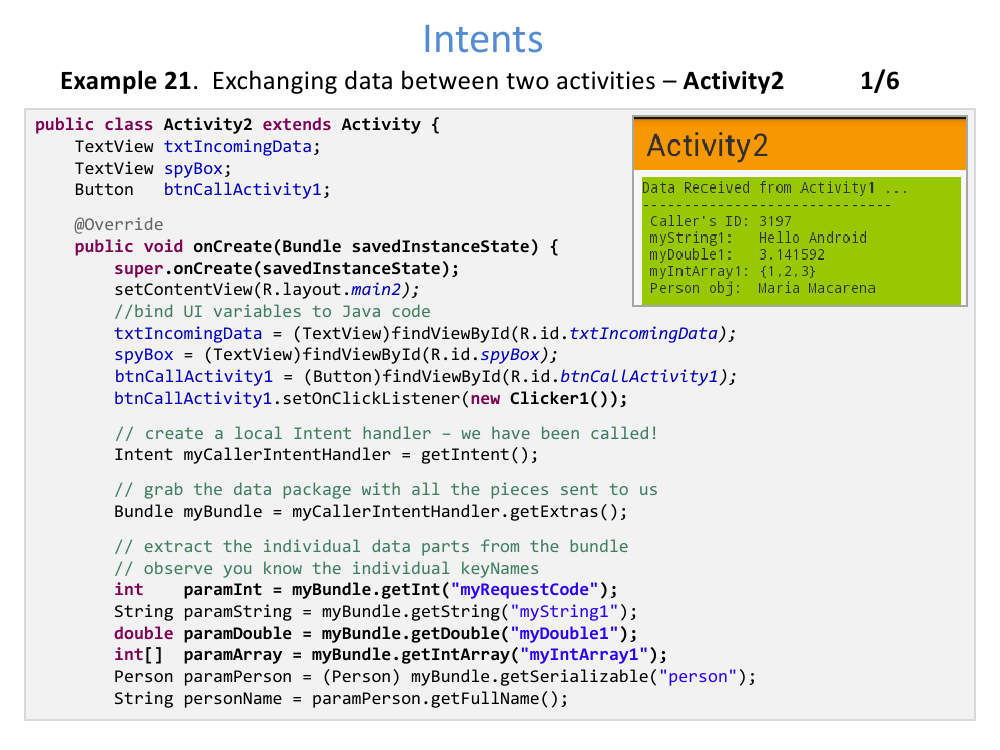 Intents
Example 21.  Exchanging data between two activities – Activity2    1/6
public class Activity2 extends Activity {
    TextView txtIncomingData;
    TextView spyBox;
    Button   btnCallActivity1;
    @Override
    public void onCreate(Bundle savedInstanceState) {
        super.onCreate(savedInstanceState);
        setContentView(R.layout.main2);
        //bind UI variables to Java code
        txtIncomingData = (TextView)findViewById(R.id.txtIncomingData);
        spyBox = (TextView)findViewById(R.id.spyBox);
        btnCallActivity1 = (Button)findViewById(R.id.btnCallActivity1);
        btnCallActivity1.setOnClickListener(new Clicker1());
        // create a local Intent handler – we have been called!
        Intent myCallerIntentHandler = getIntent();
        // grab the data package with all the pieces sent to us
        Bundle myBundle = myCallerIntentHandler.getExtras();
        // extract the individual data parts from the bundle
        // observe you know the individual keyNames
        int    paramInt = myBundle.getInt("myRequestCode");
        String paramString = myBundle.getString("myString1");
        double paramDouble = myBundle.getDouble("myDouble1");
        int[]  paramArray = myBundle.getIntArray("myIntArray1");
        Person paramPerson = (Person) myBundle.getSerializable("person");
        String personName = paramPerson.getFullName();
Activity2
Data Received from Activity1 ...
-----------------------------
Caller's ID: 3197
myString1:   Hello Android
myDouble1:   3.141592
myIntArray1: {1,2,3}
Person obj:  Maria Macarena